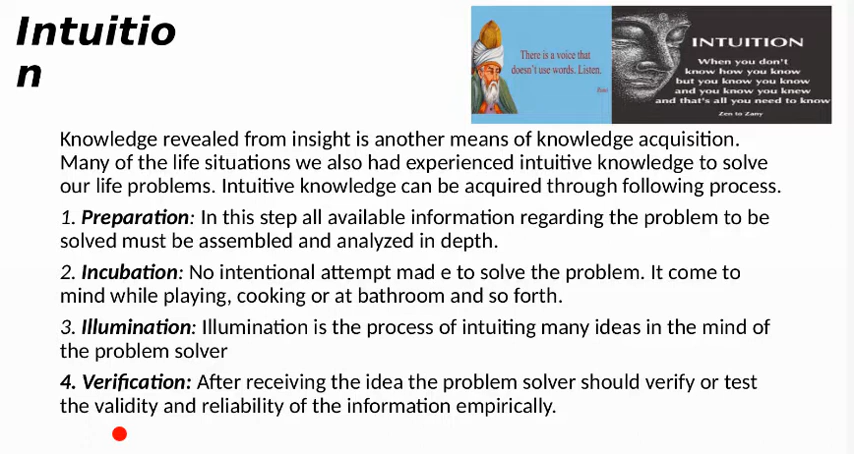 Intuitio
n
There is a voice that
doesn't use words. Listen.
INTUITION
When you don't
know how you know
but you know you know
and you know you knew
and that's all you need to know
Zen to Zany
Knowledge revealed from insight is another means of knowledge acquisition.
Many of the life situations we also had experienced intuitive knowledge to solve
our life problems. Intuitive knowledge can be acquired through following process.
1. Preparation: In this step all available information regarding the problem to be
solved must be assembled and analyzed in depth.
2. Incubation: No intentional attempt mad e to solve the problem. It come to
mind while playing, cooking or at bathroom and so forth.
3. Illumination: Illumination is the process of intuiting many ideas in the mind of
the problem solver
4. Verification: After receiving the idea the problem solver should verify or test
the validity and reliability of the information empirically.